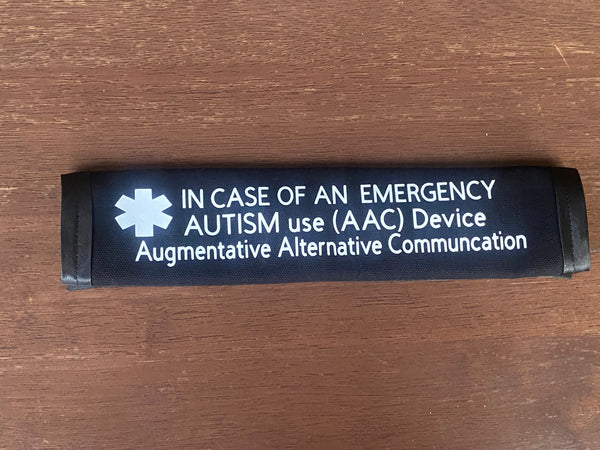 IN CASE OF AN EMERGENCY
AUTISM use (AAC) Device
Augmentative Alternative Communcation